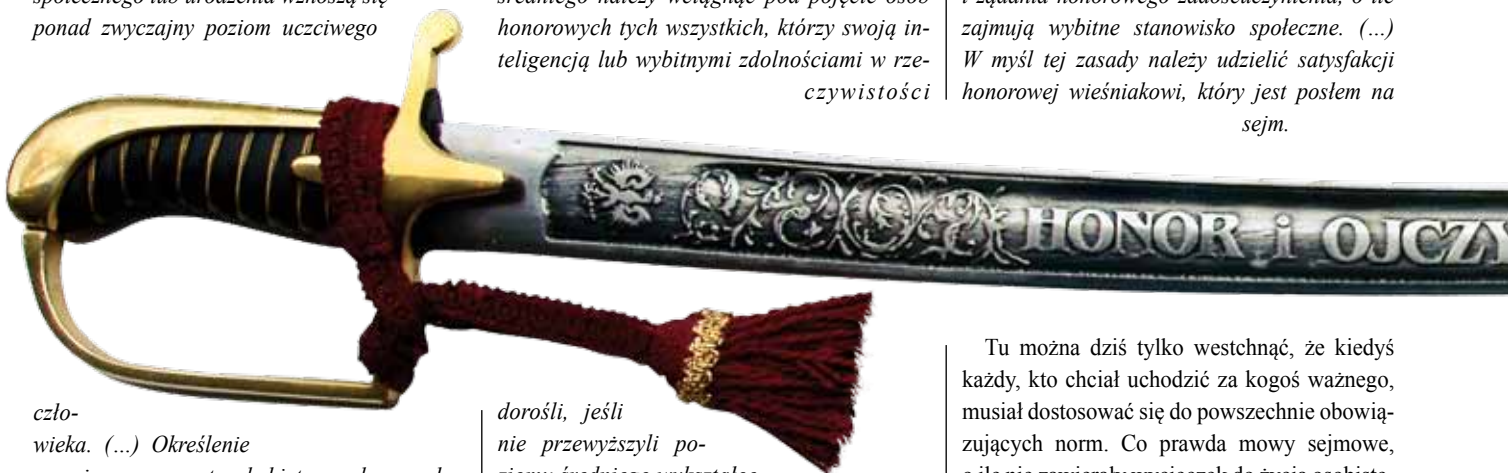 ponad zwyczajny poziom uczciwego
czło-
wieka. (...) Określenie
średniego należy wciągnąć pod pojęcie osób
honorowych tych wszystkich, którzy swoją in-
teligencją lub wybitnymi zdolnościami w rze-
czywistości
dorośli, jeśli
nie przewyższyli po-
zajmują wybitne stanowisko społeczne. (...)
W myśl tej zasady należy udzielić satysfakcji
honorowej wieśniakowi, który jest posłem na
sejm.
HONOR i OJCZY
Tu można dziś tylko westchnąć, że kiedyś
każdy, kto chciał uchodzić za kogoś ważnego,
musiał dostosować się do powszechnie obowią-
zujących norm. Co prawda mowy sejmowe,